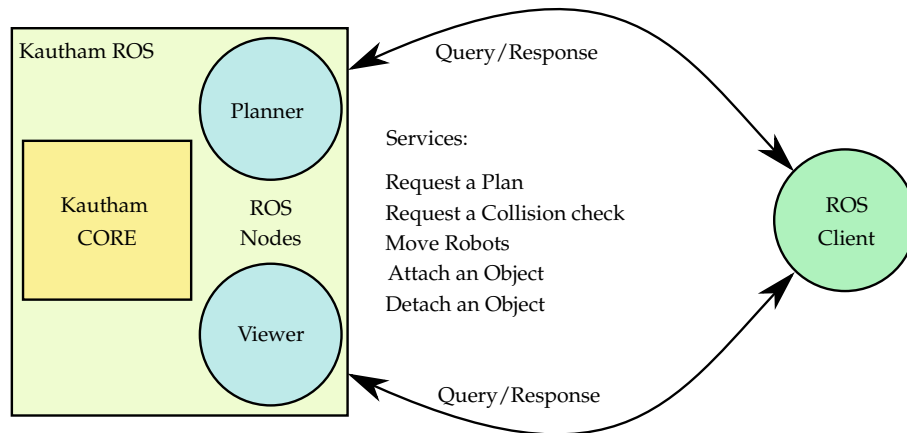 Kautham ROS
Planner
Kautham
CORE
ROS
Nodes
Viewer
Query/Response
Services:
Request a Plan
Request a Collision check
Move Robots
Attach an Object
Detach an Object
Query/Response
ROS
Client